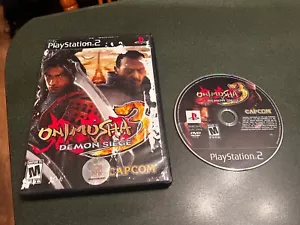 PlayStation 2
ONIMUSHA 3
DEMON SIEGE
M
CAPCOM
ONIMUSHA 3
DEMON SIEGE
CAPCOM
M
PlayStation 2